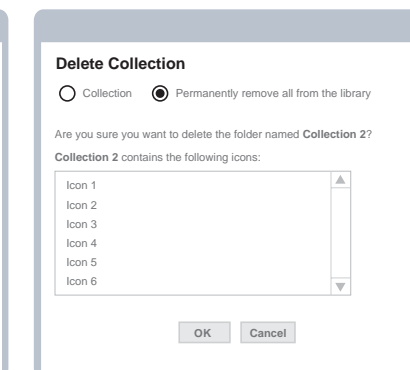 Delete Collection
Collection Permanently remove all from the library
Are you sure you want to delete the folder named Collection 2?
Collection 2 contains the following icons:
Icon 1
Icon 2
Icon 3
Icon 4
Icon 5
Icon 6
OK Cancel